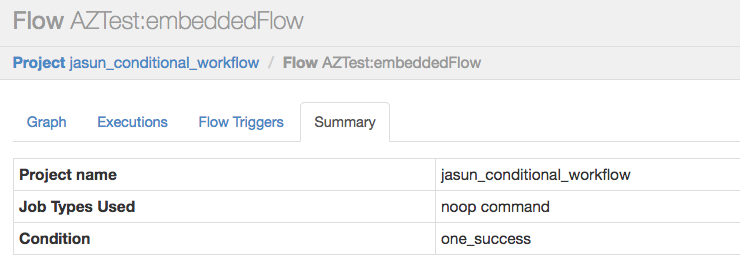 Flow AZTest:embeddedFlow
Project jasun_conditional_workflow / Flow AZTest:embeddedFlow
Graph Executions Flow Triggers Summary
Project name jasun_conditional_workflow
Job Types Used noop command
Condition one_success